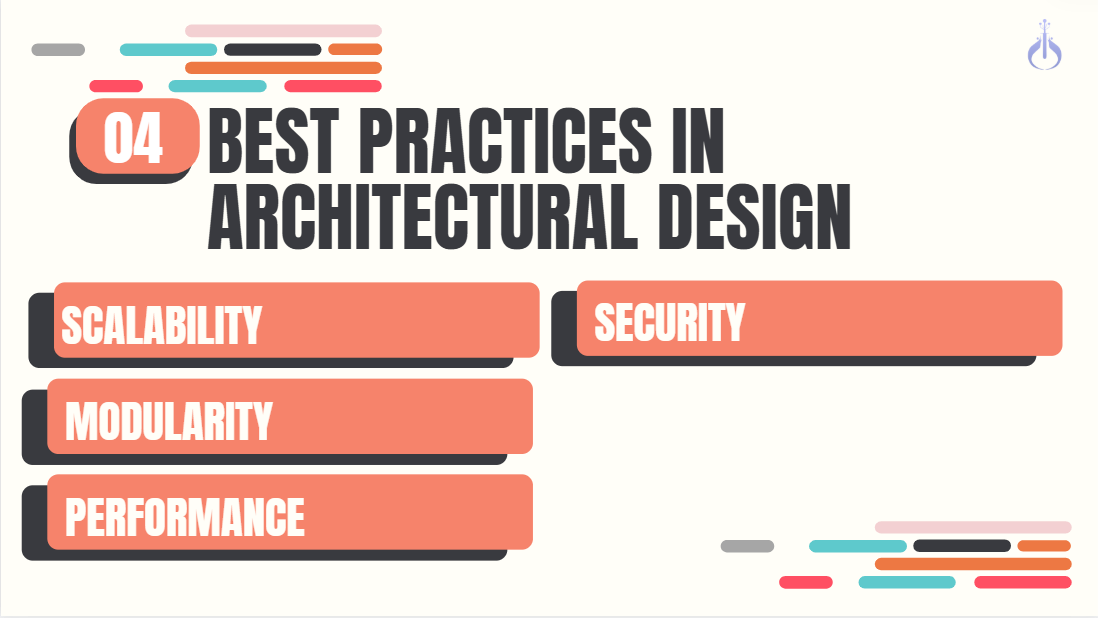 04
BEST PRACTICES IN
ARCHITECTURAL DESIGN
SCALABILITY
MODULARITY
PERFORMANCE
SECURITY